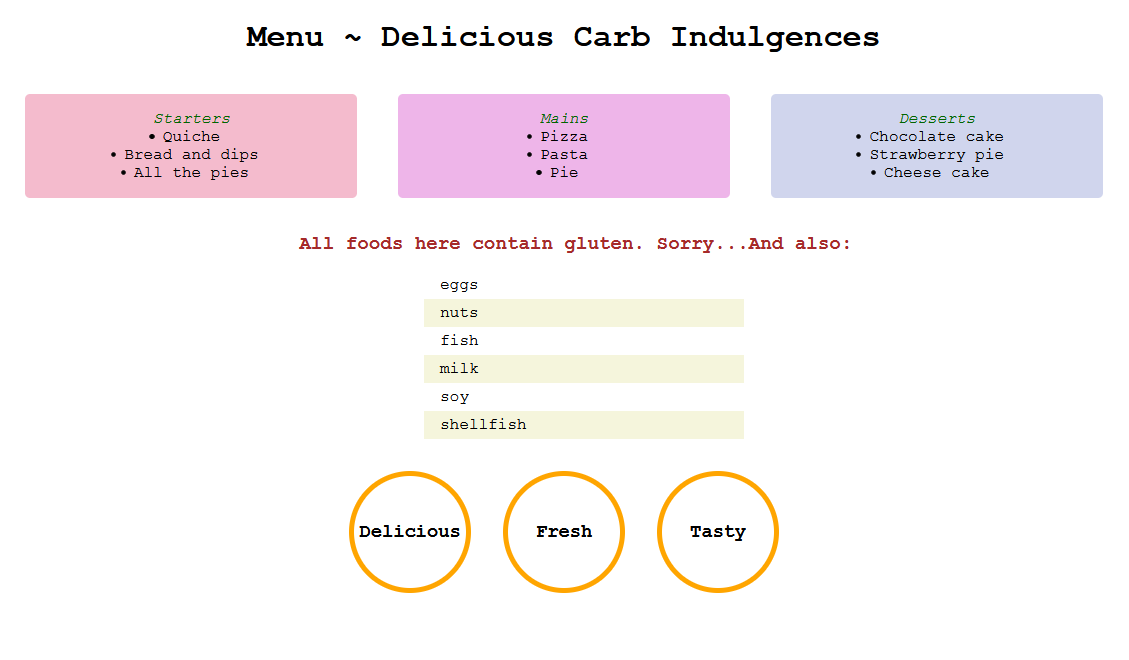 Menu ~ Delicious Carb Indulgences
Starters
• Quiche
• Bread and dips
• All the pies
Mains
• Pizza
• Pasta
• Pie
Desserts
• Chocolate cake
• Strawberry pie
• Cheese cake
All foods here contain gluten. Sorry...And also:
eggs
nuts
fish
milk
soy
shellfish
Delicious
Fresh
Tasty